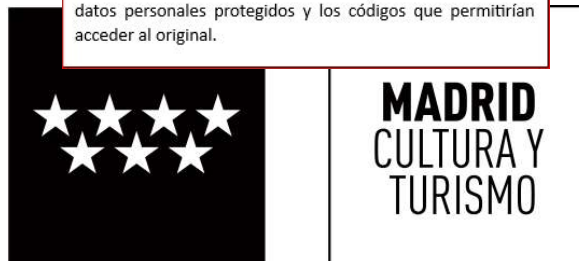 datos personales protegidos y los códigos que permitirían
acceder al original.
MADRID
CULTURA Y
TURISMO